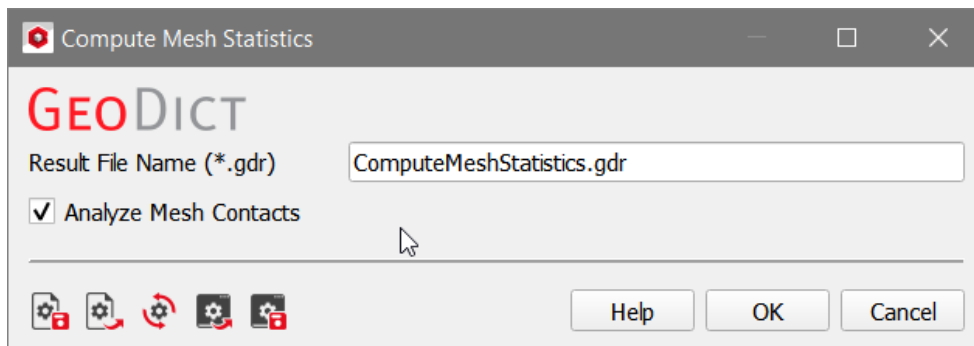 Compute Mesh Statistics
GEODICT
Result File Name (*.gdr) ComputeMeshStatistics.gdr
Analyze Mesh Contacts
Help OK Cancel